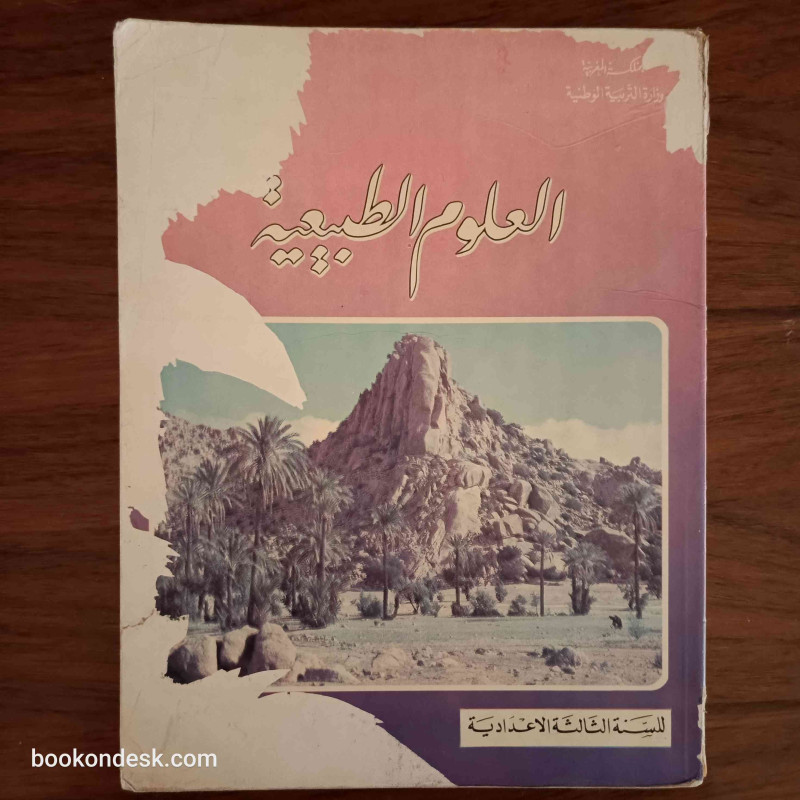 المملكة المغربية
وزارة التربية الوطنية
العلوم الطبيعية
للسنة الثالثة الاعدادية
bookondesk.com